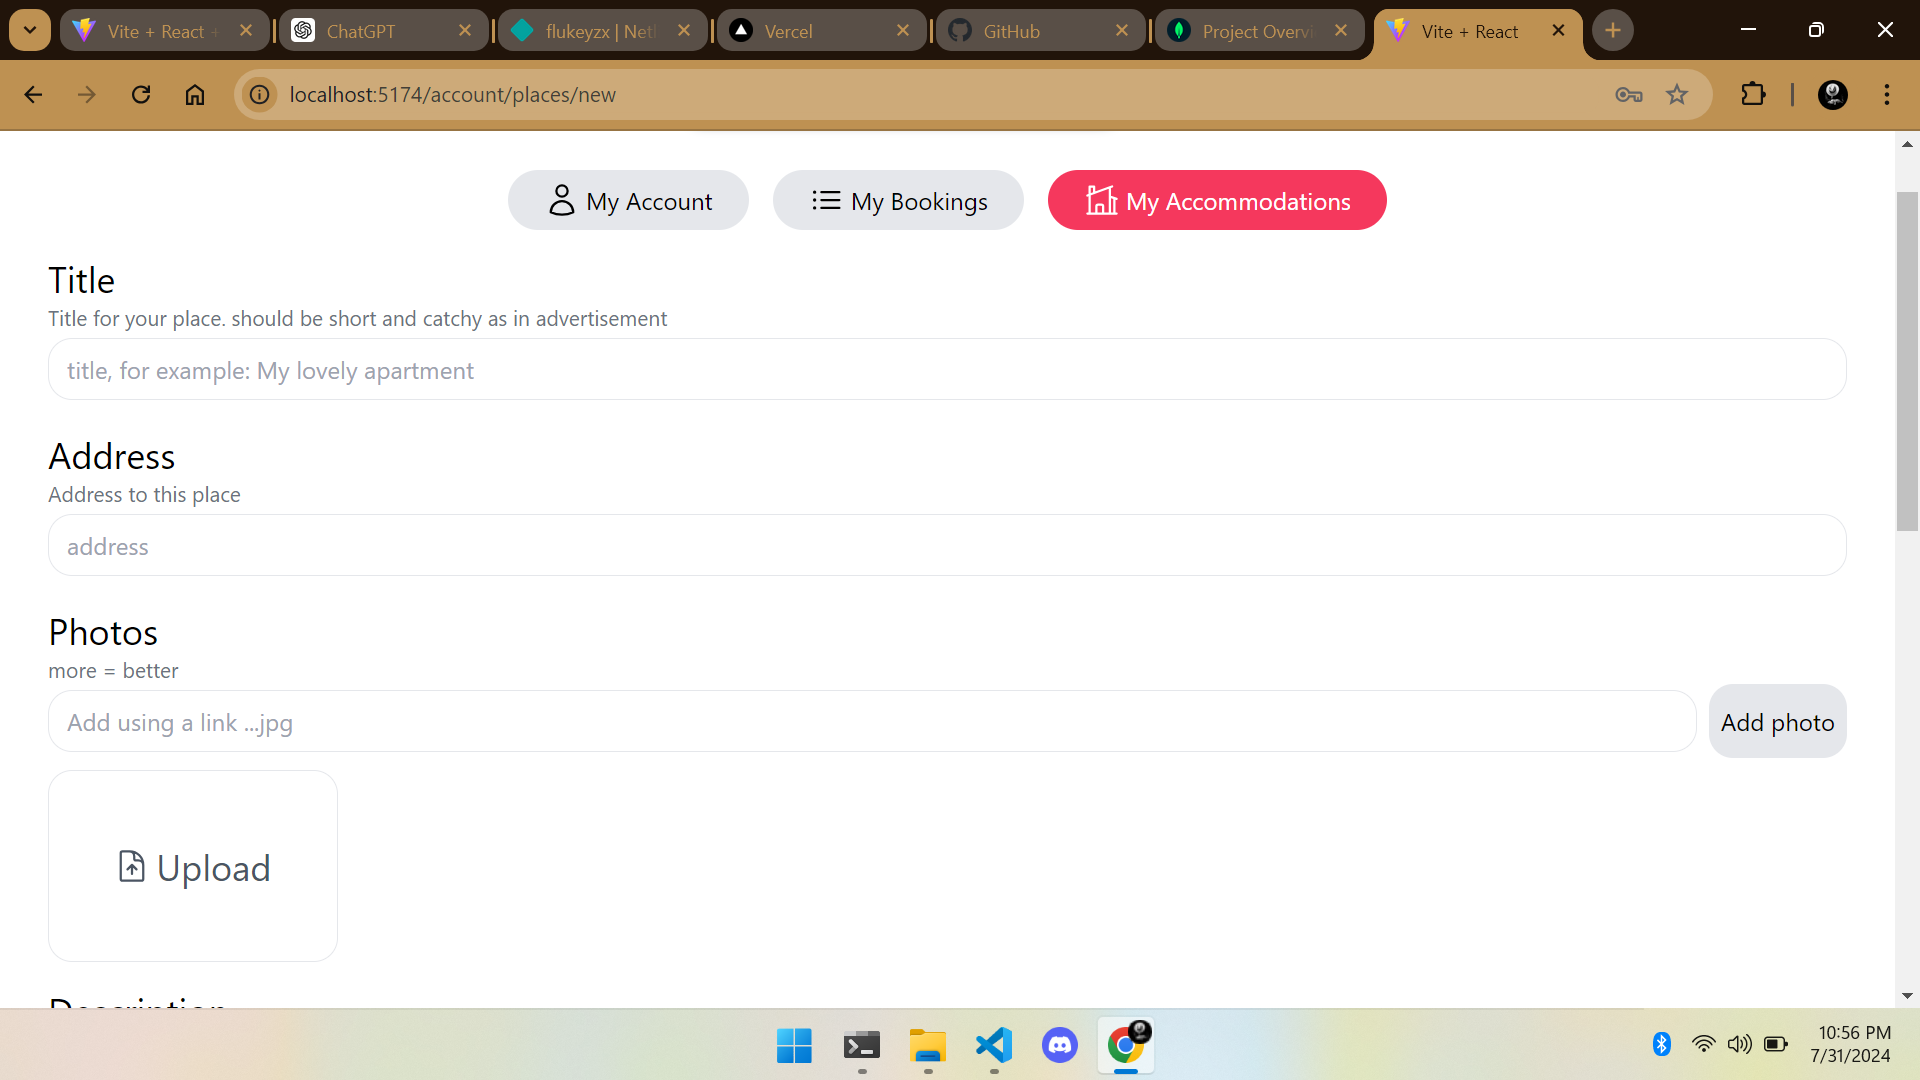 Vite + React +
ChatGPT
flukeyzx | Netl
Vercel
GitHub
Project Overvi
Vite + React
localhost:5174/account/places/new
My Account
My Bookings
My Accommodations
Title
Title for your place. should be short and catchy as in advertisement
title, for example: My lovely apartment
Address
Address to this place
address
Photos
more = better
Add using a link ...jpg
Add photo
Upload
Description
10:56 PM
7/31/2024